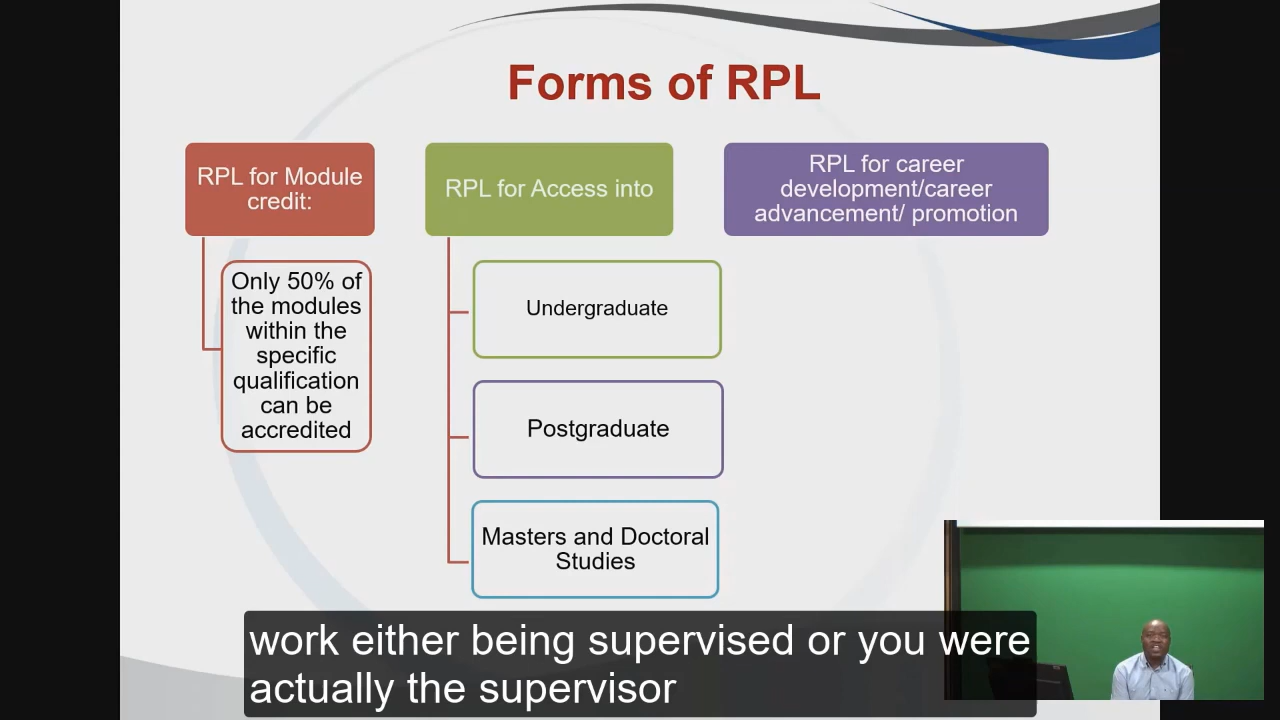 Forms of RPL
RPL for Module
credit:
Only 50% of
the modules
within the
specific
qualification
can be
accredited
RPL for Access into
Undergraduate
Postgraduate
Masters and Doctoral
Studies
RPL for career
development/career
advancement/ promotion
work either being supervised or you were
actually the supervisor